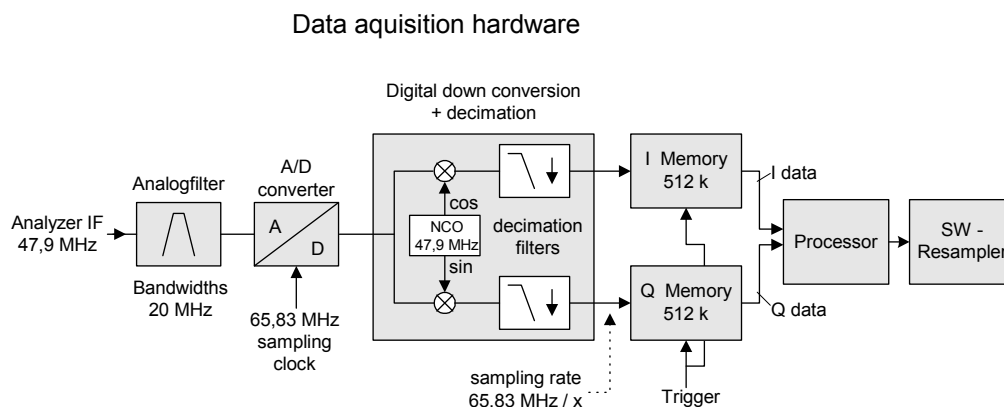 Data aquisition hardware
Digital down conversion
+ decimation
A/D
converter
Analogfilter
Analyzer IF
47,9 MHz
Bandwidths
20 MHz
A
D
65,83 MHz
sampling
clock
cos
NCO
47,9 MHz
sin
decimation
filters
I Memory
512 k
Q Memory
512 k
I data
Q data
Processor
SW -
Resampler
sampling rate
65.83 MHz / x
Trigger